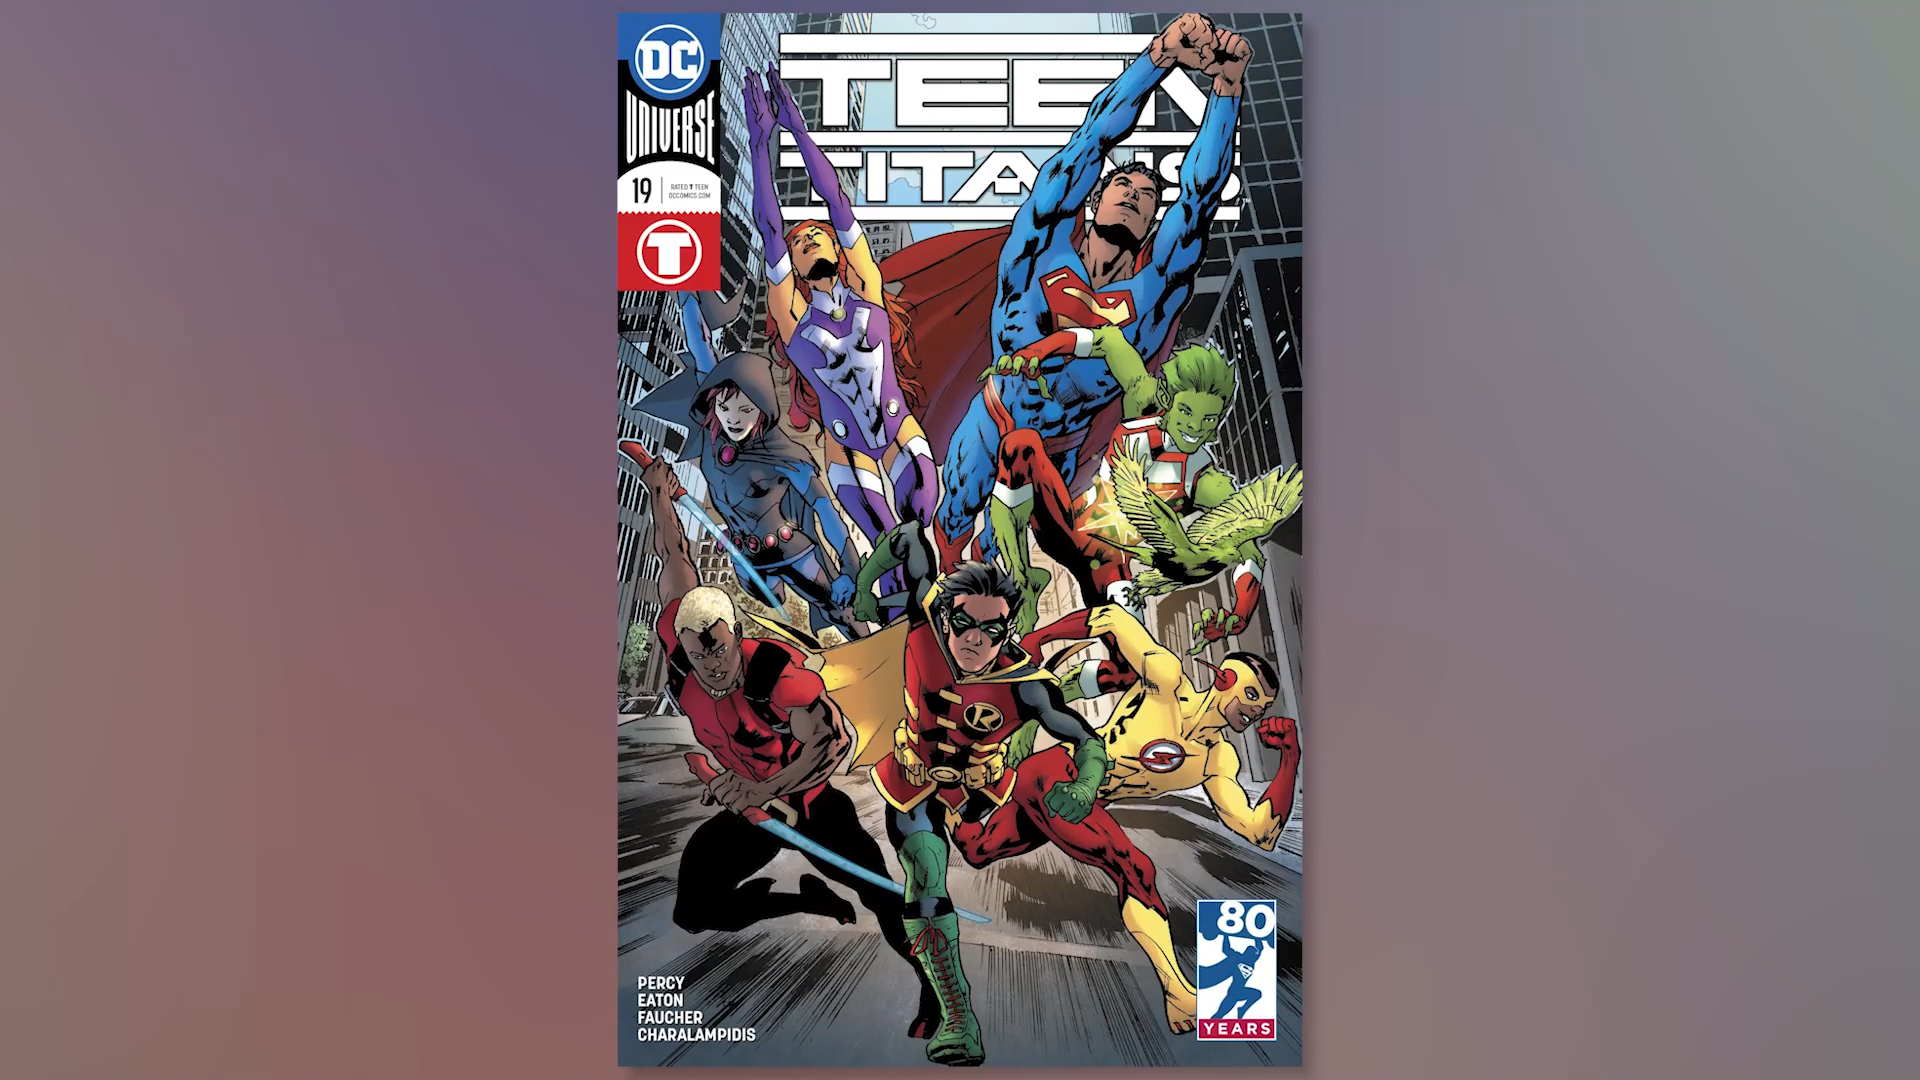 DC
UNIVERSE
19
RATED T TEEN
DCCOMICS.COM
T
TEEN
TITANS
R
PERCY
EATON
FAUCHER
CHARALAMPIDIS
80
YEARS